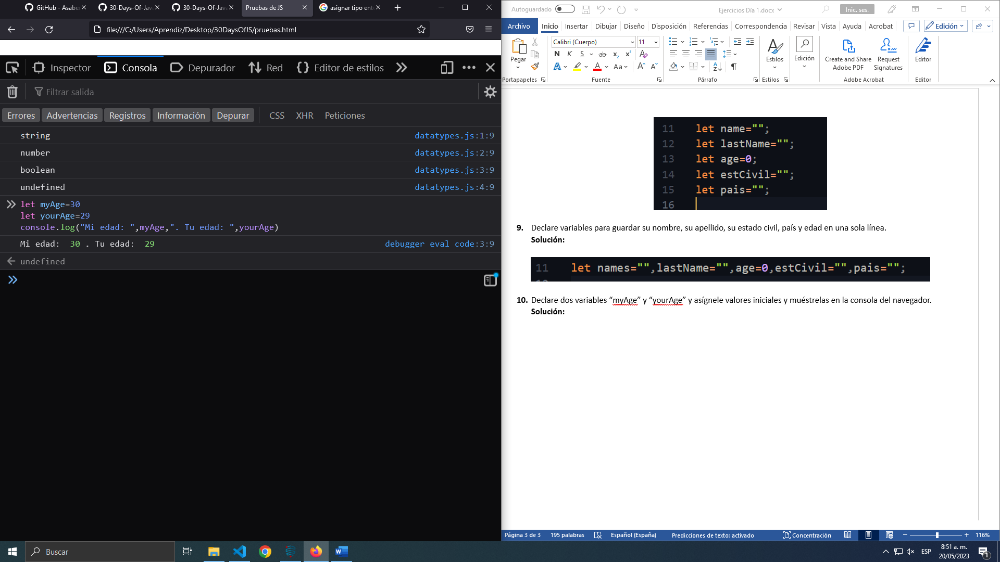 GitHub - Asabe
30-Days-Of-Java
30-Days-Of-Java
Pruebas de JS
asignar tipo ente
file:///C:/Users/Aprendiz/Desktop/30DaysOfJS/pruebas.html
Inspector
Consola
Depurador
Red
Editor de estilos
Filtrar salida
Errores
Advertencias
Registros
Información
Depurar
CSS
XHR
Peticiones
string datatypes.js:1:9
number datatypes.js:2:9
boolean datatypes.js:3:9
undefined datatypes.js:4:9
let myAge=30
let yourAge=29
console.log("Mi edad: ",myAge,". Tu edad: ",yourAge)
Mi edad:  30 . Tu edad:  29 debugger eval code:3:9
undefined
Autoguardado
Ejercicios Día 1.docx
Inic. ses.
Archivo
Inicio
Insertar
Dibujar
Diseño
Disposición
Referencias
Correspondencia
Revisar
Vista
Ayuda
Acrobat
Edición
Pegar
Calibri (Cuerpo)
11
N K S ab x₂ x²
A A Aa A A
Estilos
Edición
Create and Share
Adobe PDF
Request
Signatures
Editor
Portapapeles
Fuente
Párrafo
Estilos
Adobe Acrobat
Editor
11 let name="";
12 let lastName="";
13 let age=0;
14 let estCivil="";
15 let pais="";
16
9. Declare variables para guardar su nombre, su apellido, su estado civil, país y edad en una sola línea.
Solución:
11 let names="",lastName="",age=0,estCivil="",pais="";
10. Declare dos variables “myAge” y “yourAge” y asígnele valores iniciales y muéstrelas en la consola del navegador.
Solución:
Página 3 de 3
195 palabras
Español (España)
Predicciones de texto: activado
Concentración
116%
Buscar
ESP
8:51 a. m.
20/05/2023
1